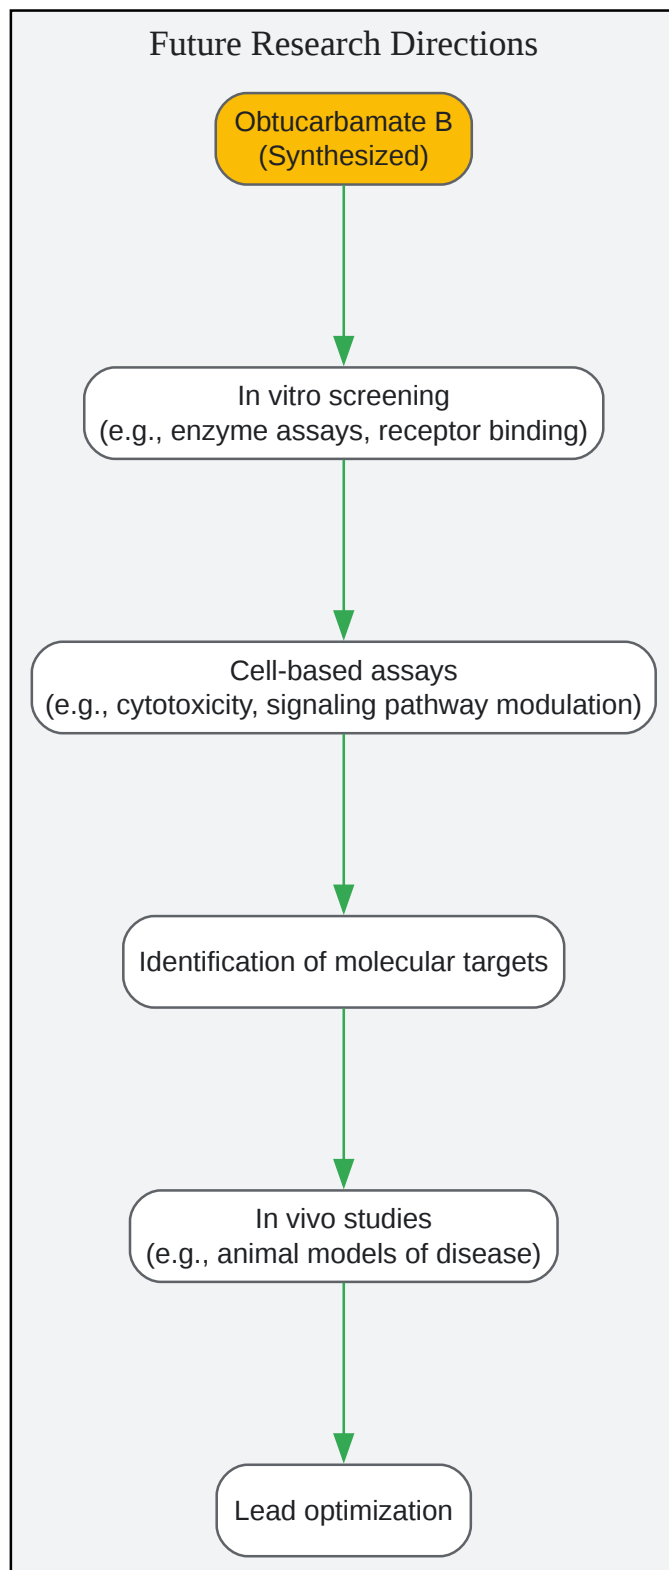 Future Research Directions
Obtucarbamate B
(Synthesized)
In vitro screening
(e.g., enzyme assays, receptor binding)
Cell-based assays
(e.g., cytotoxicity, signaling pathway modulation)
Identification of molecular targets
In vivo studies
(e.g., animal models of disease)
Lead optimization